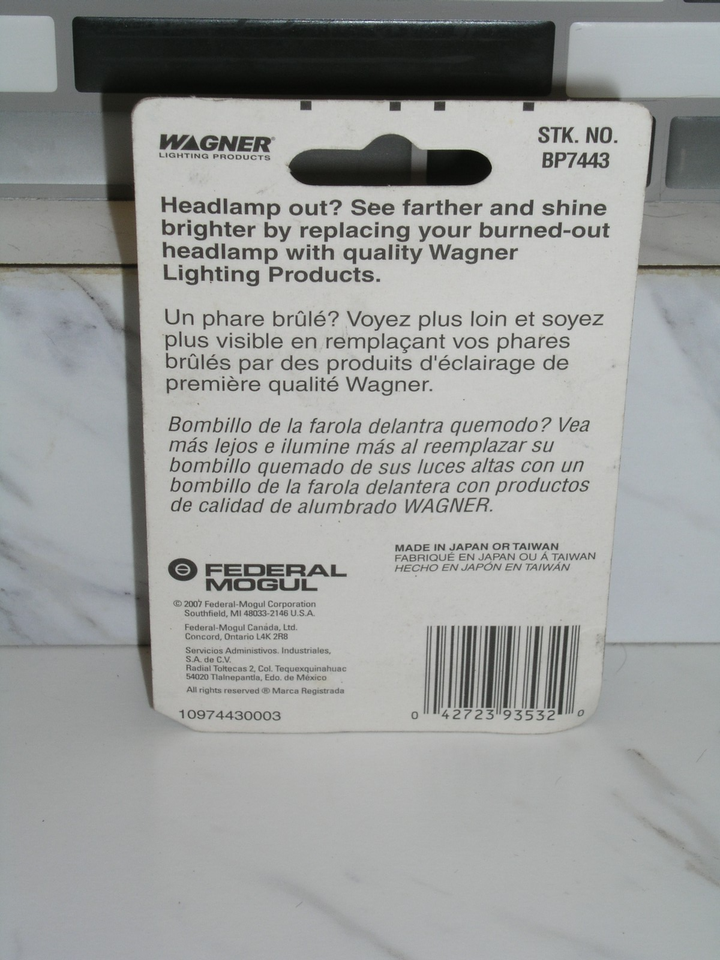 WAGNER®
LIGHTING PRODUCTS
STK. NO.
BP7443
Headlamp out? See farther and shine
brighter by replacing your burned-out
headlamp with quality Wagner
Lighting Products.
Un phare brûlé? Voyez plus loin et soyez
plus visible en remplaçant vos phares
brûlés par des produits d'éclairage de
première qualité Wagner.
Bombillo de la farola delantra quemodo? Vea
más lejos e ilumine más al reemplazar su
bombillo quemado de sus luces altas con un
bombillo de la farola delantera con productos
de calidad de alumbrado WAGNER.
FEDERAL
MOGUL
MADE IN JAPAN OR TAIWAN
FABRIQUÉ EN JAPAN OU Á TAIWAN
HECHO EN JAPÓN EN TAIWÁN
© 2007 Federal-Mogul Corporation
Southfield, MI 48033-2146 U.S.A.
Federal-Mogul Canada, Ltd.
Concord, Ontario L4K 2R8
Servicios Administivos. Industriales,
S.A. de C.V.
Radial Toltecas 2, Col. Tequexquinahuac
54020 Tlalnepantla, Edo. de México
All rights reserved ® Marca Registrada
10974430003
0 42723 93532 0